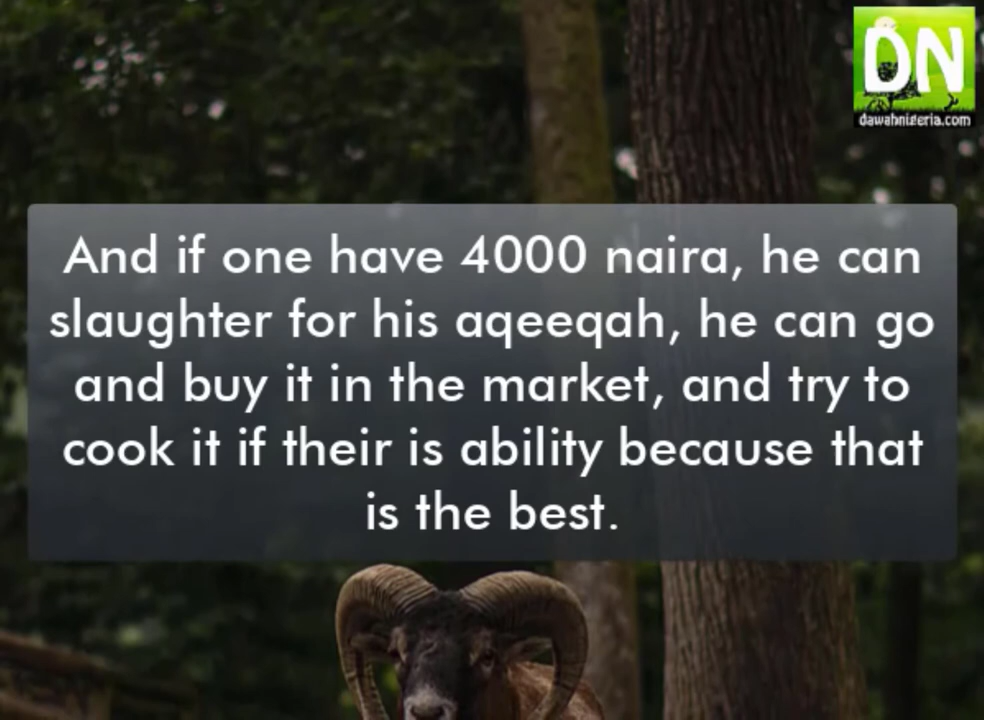 DN
dawahnigeria.com
And if one have 4000 naira, he can
slaughter for his aqeeqah, he can go
and buy it in the market, and try to
cook it if their is ability because that
is the best.